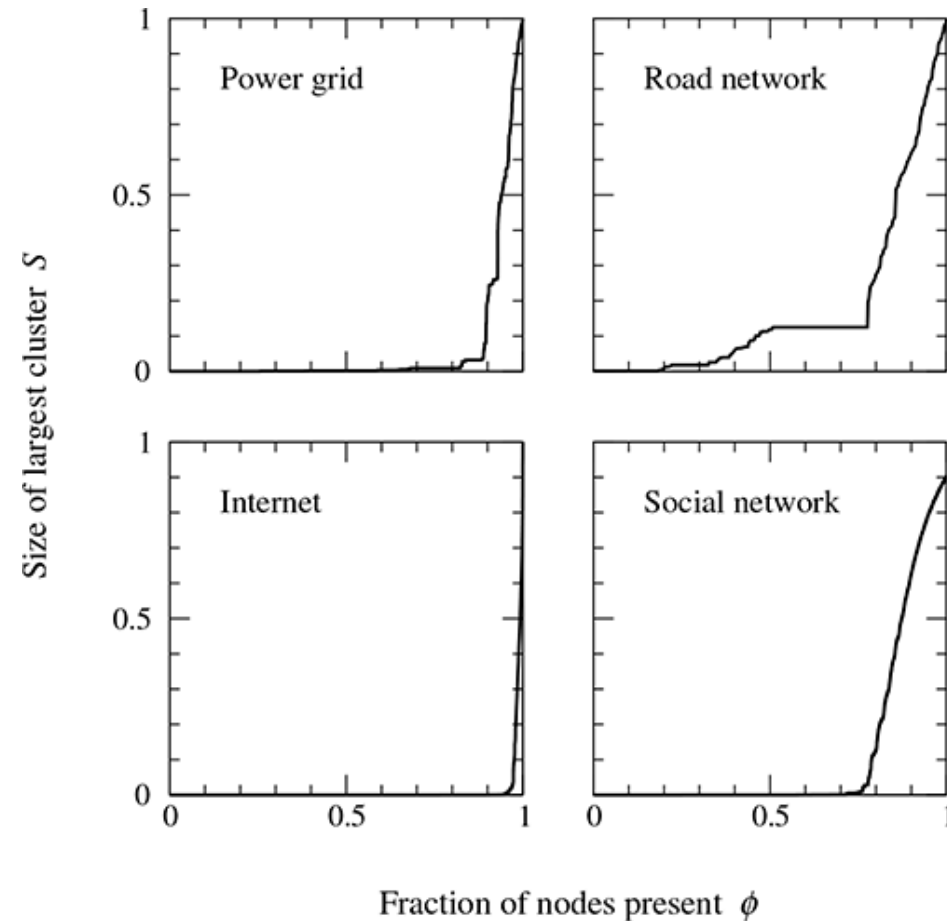 1
Power grid
Road network
0.5
0
Size of largest cluster S
1
Internet
Social network
0.5
0
0
0.5
1
0
0.5
1
Fraction of nodes present ϕ